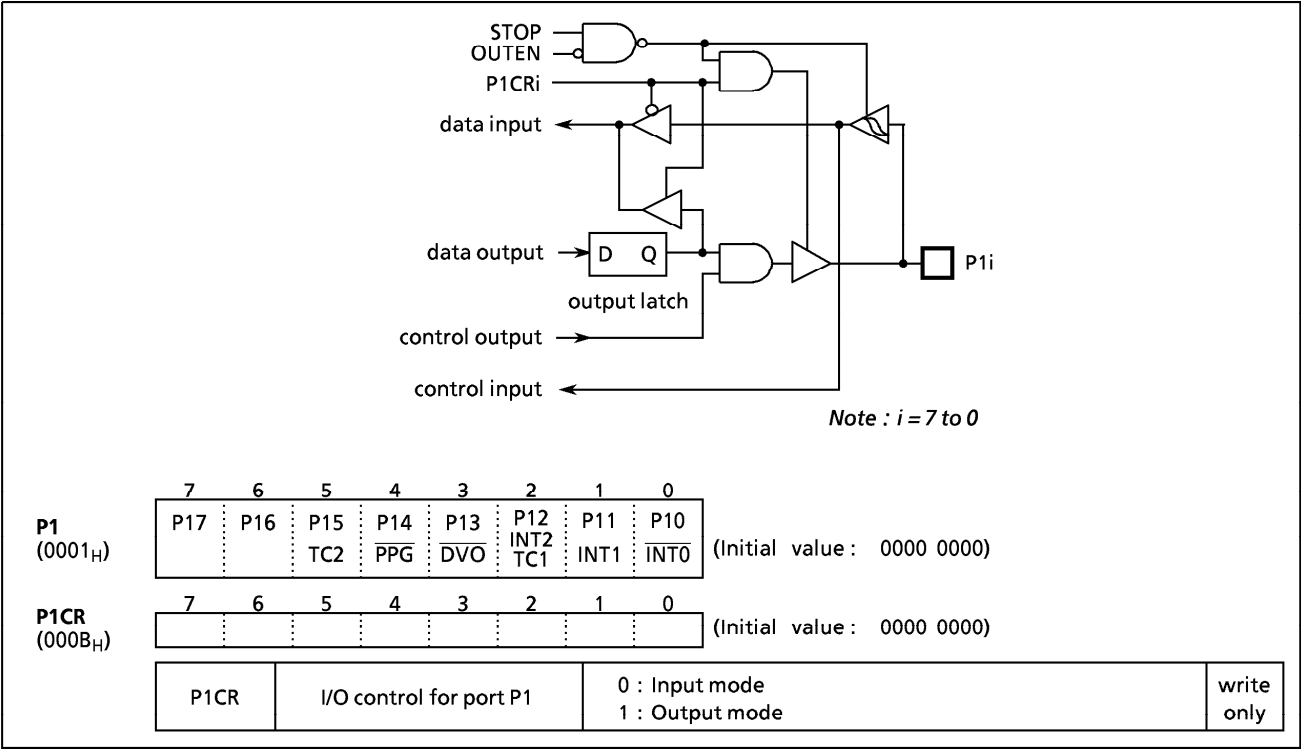 STOP
OUTEN
P1CRi
data input
data output
D Q
P1i
output latch
control output
control input
Note : i = 7 to 0
7 6 5 4 3 2 1 0
P1
(0001H)
P17 P16 P15 P14 P13 P12 P11 P10
TC2 PPG DVO INT2 INT1 INT0
TC1
(Initial value : 0000 0000)
7 6 5 4 3 2 1 0
P1CR
(000BH)
(Initial value : 0000 0000)
P1CR I/O control for port P1
0 : Input mode
1 : Output mode
write
only